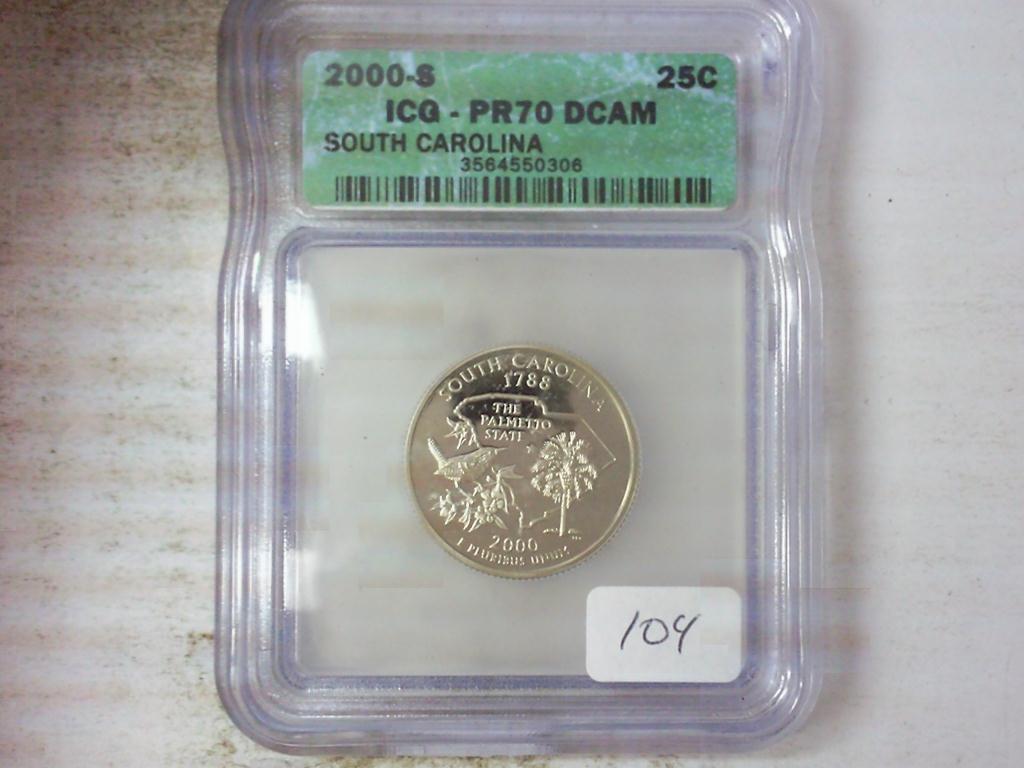 2000-S 25C
ICG - PR70 DCAM
SOUTH CAROLINA
3564550306
SOUTH CAROLINA
1788
THE
PALMETTO
STATE
2000
E PLURIBUS UNUM
104